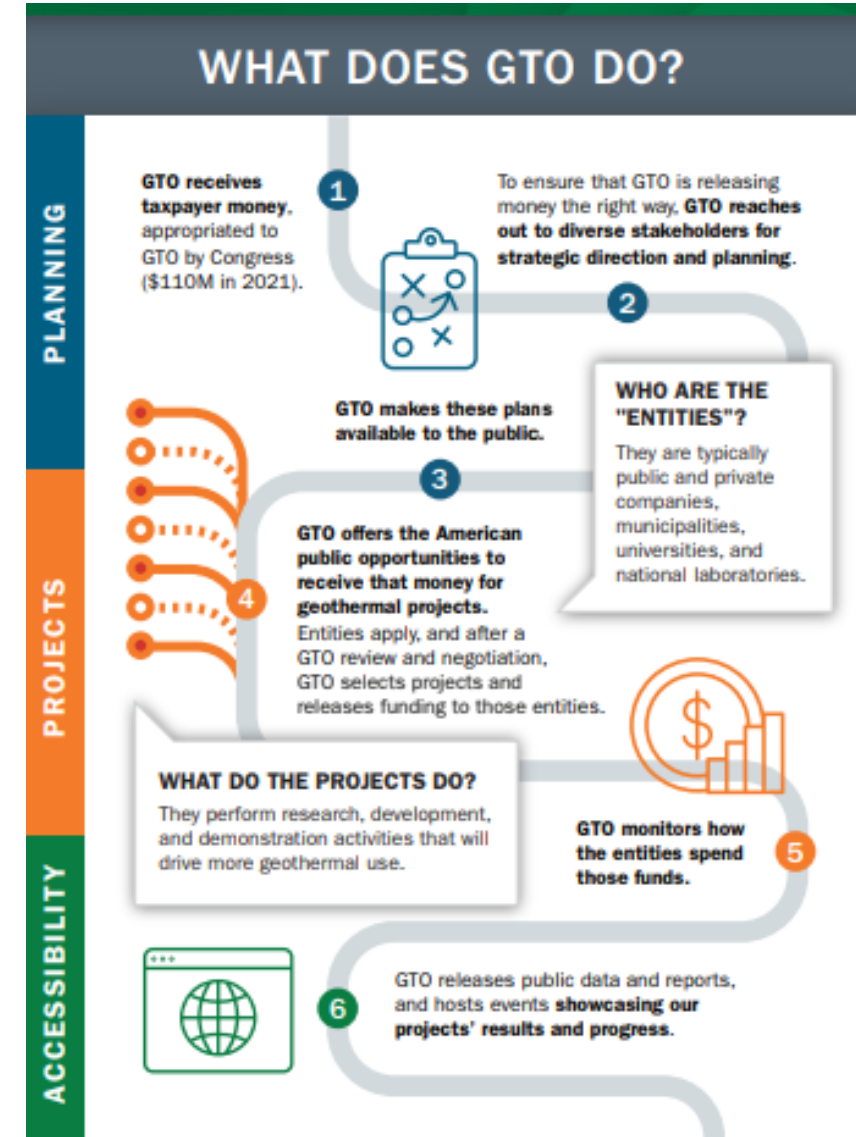 WHAT DOES GTO DO?
PLANNING
1
GTO receives
taxpayer money,
appropriated to
GTO by Congress
($110M in 2021).
To ensure that GTO is releasing
money the right way, GTO reaches
out to diverse stakeholders for
strategic direction and planning.
2
WHO ARE THE
"ENTITIES"?
They are typically
public and private
companies,
municipalities,
universities, and
national laboratories.
GTO makes these plans
available to the public.
3
PROJECTS
4
GTO offers the American
public opportunities to
receive that money for
geothermal projects.
Entities apply, and after a
GTO review and negotiation,
GTO selects projects and
releases funding to those entities.
$
WHAT DO THE PROJECTS DO?
They perform research, development,
and demonstration activities that will
drive more geothermal use.
GTO monitors how
the entities spend
those funds.
5
ACCESSIBILITY
6
GTO releases public data and reports,
and hosts events showcasing our
projects' results and progress.